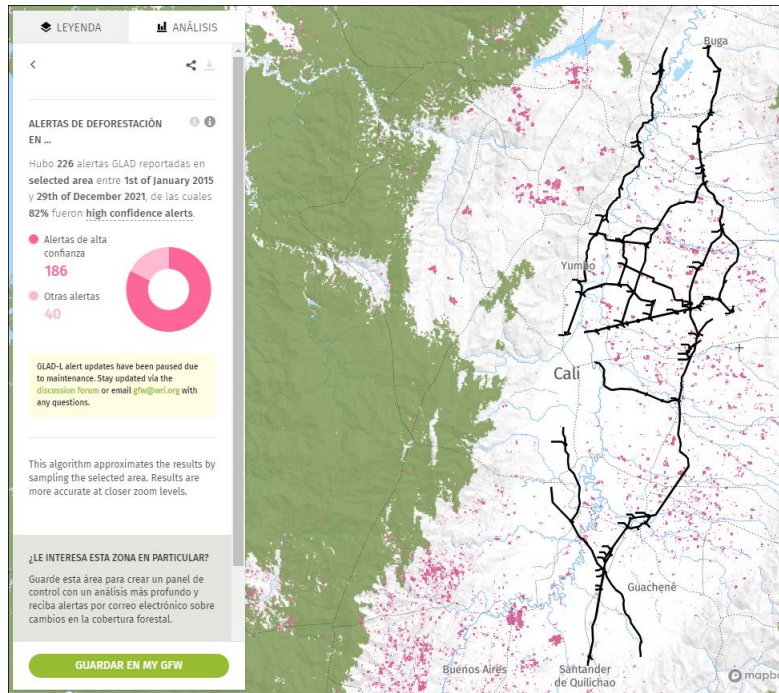 LEYENDA
ANÁLISIS
ALERTAS DE DEFORESTACIÓN
EN ...
Hubo 226 alertas GLAD reportadas en
selected area entre 1st of January 2015
y 29th of December 2021, de las cuales
82% fueron high confidence alerts.
Alertas de alta
confianza
186
Otras alertas
40
GLAD-L alert updates have been paused due
to maintenance. Stay updated via the
discussion forum or email gfw@wri.org with
any questions.
This algorithm approximates the results by
sampling the selected area. Results are
more accurate at closer zoom levels.
¿LE INTERESA ESTA ZONA EN PARTICULAR?
Guarde esta área para crear un panel de
control con un análisis más profundo y
reciba alertas por correo electrónico sobre
cambios en la cobertura forestal.
GUARDAR EN MY GFW
Buga
Yumbo
Cali
Guachené
Buenos Aires
Santander
de Quilichao
mapbo